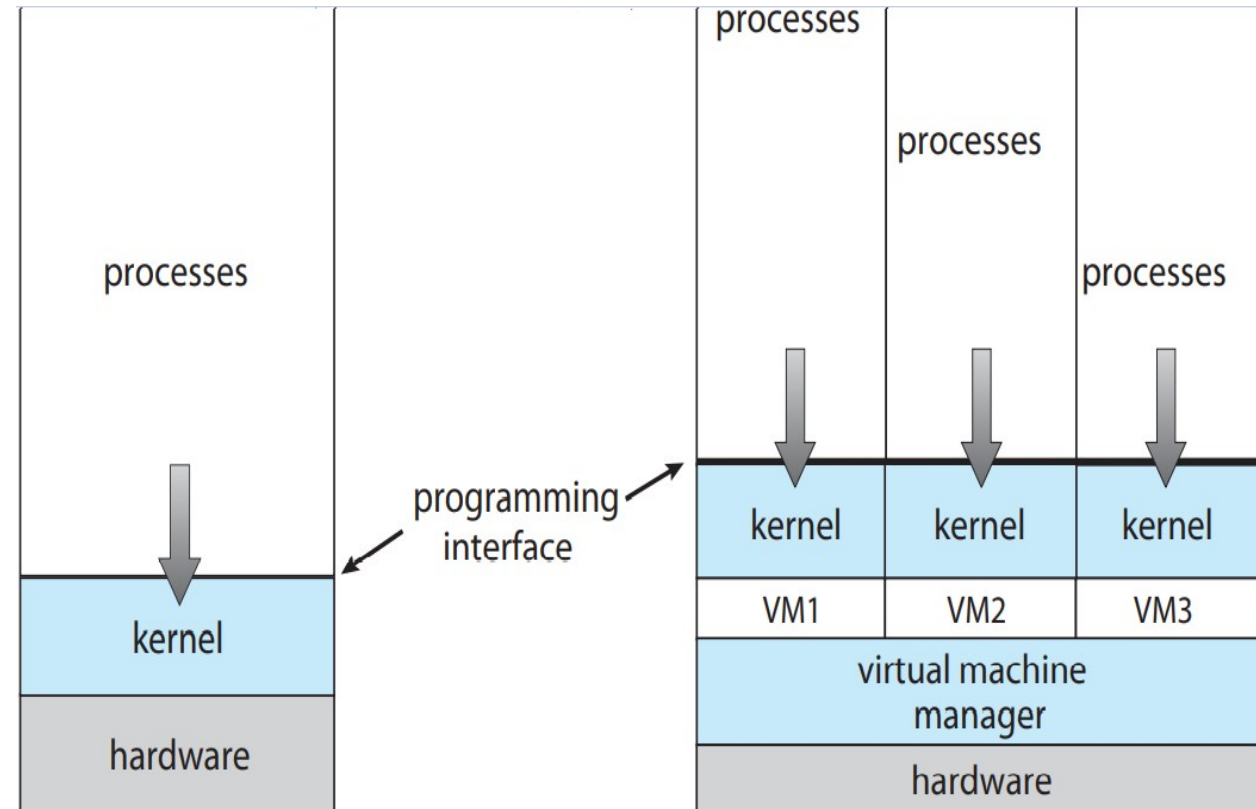 processes
kernel
hardware
programming
interface
processes
processes
processes
kernel kernel kernel
VM1 VM2 VM3
virtual machine
manager
hardware